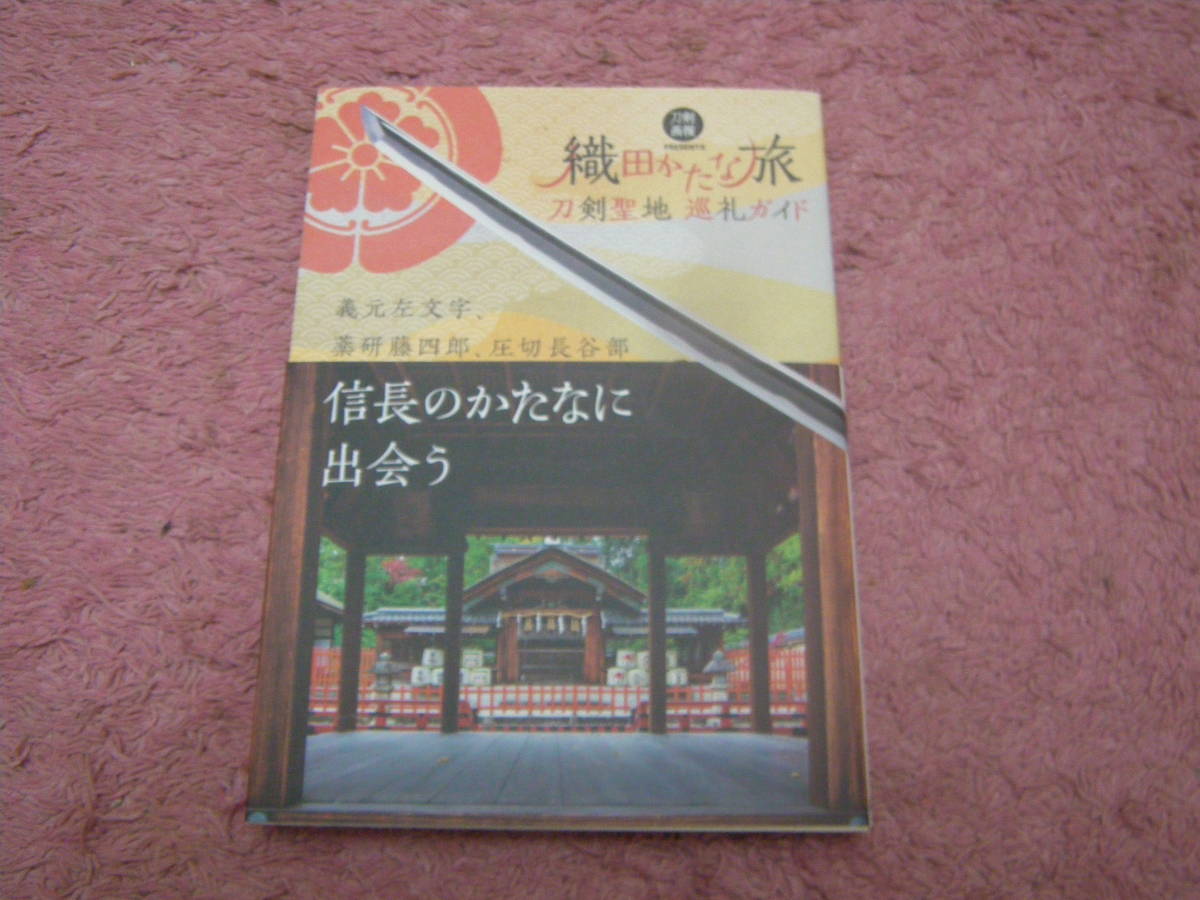 刀剣
画報
PRESENTS
織田かたな旅
刀剣聖地 巡礼ガイド
義元左文字、
薬研藤四郎、圧切長谷部
信長のかたなに
出会う